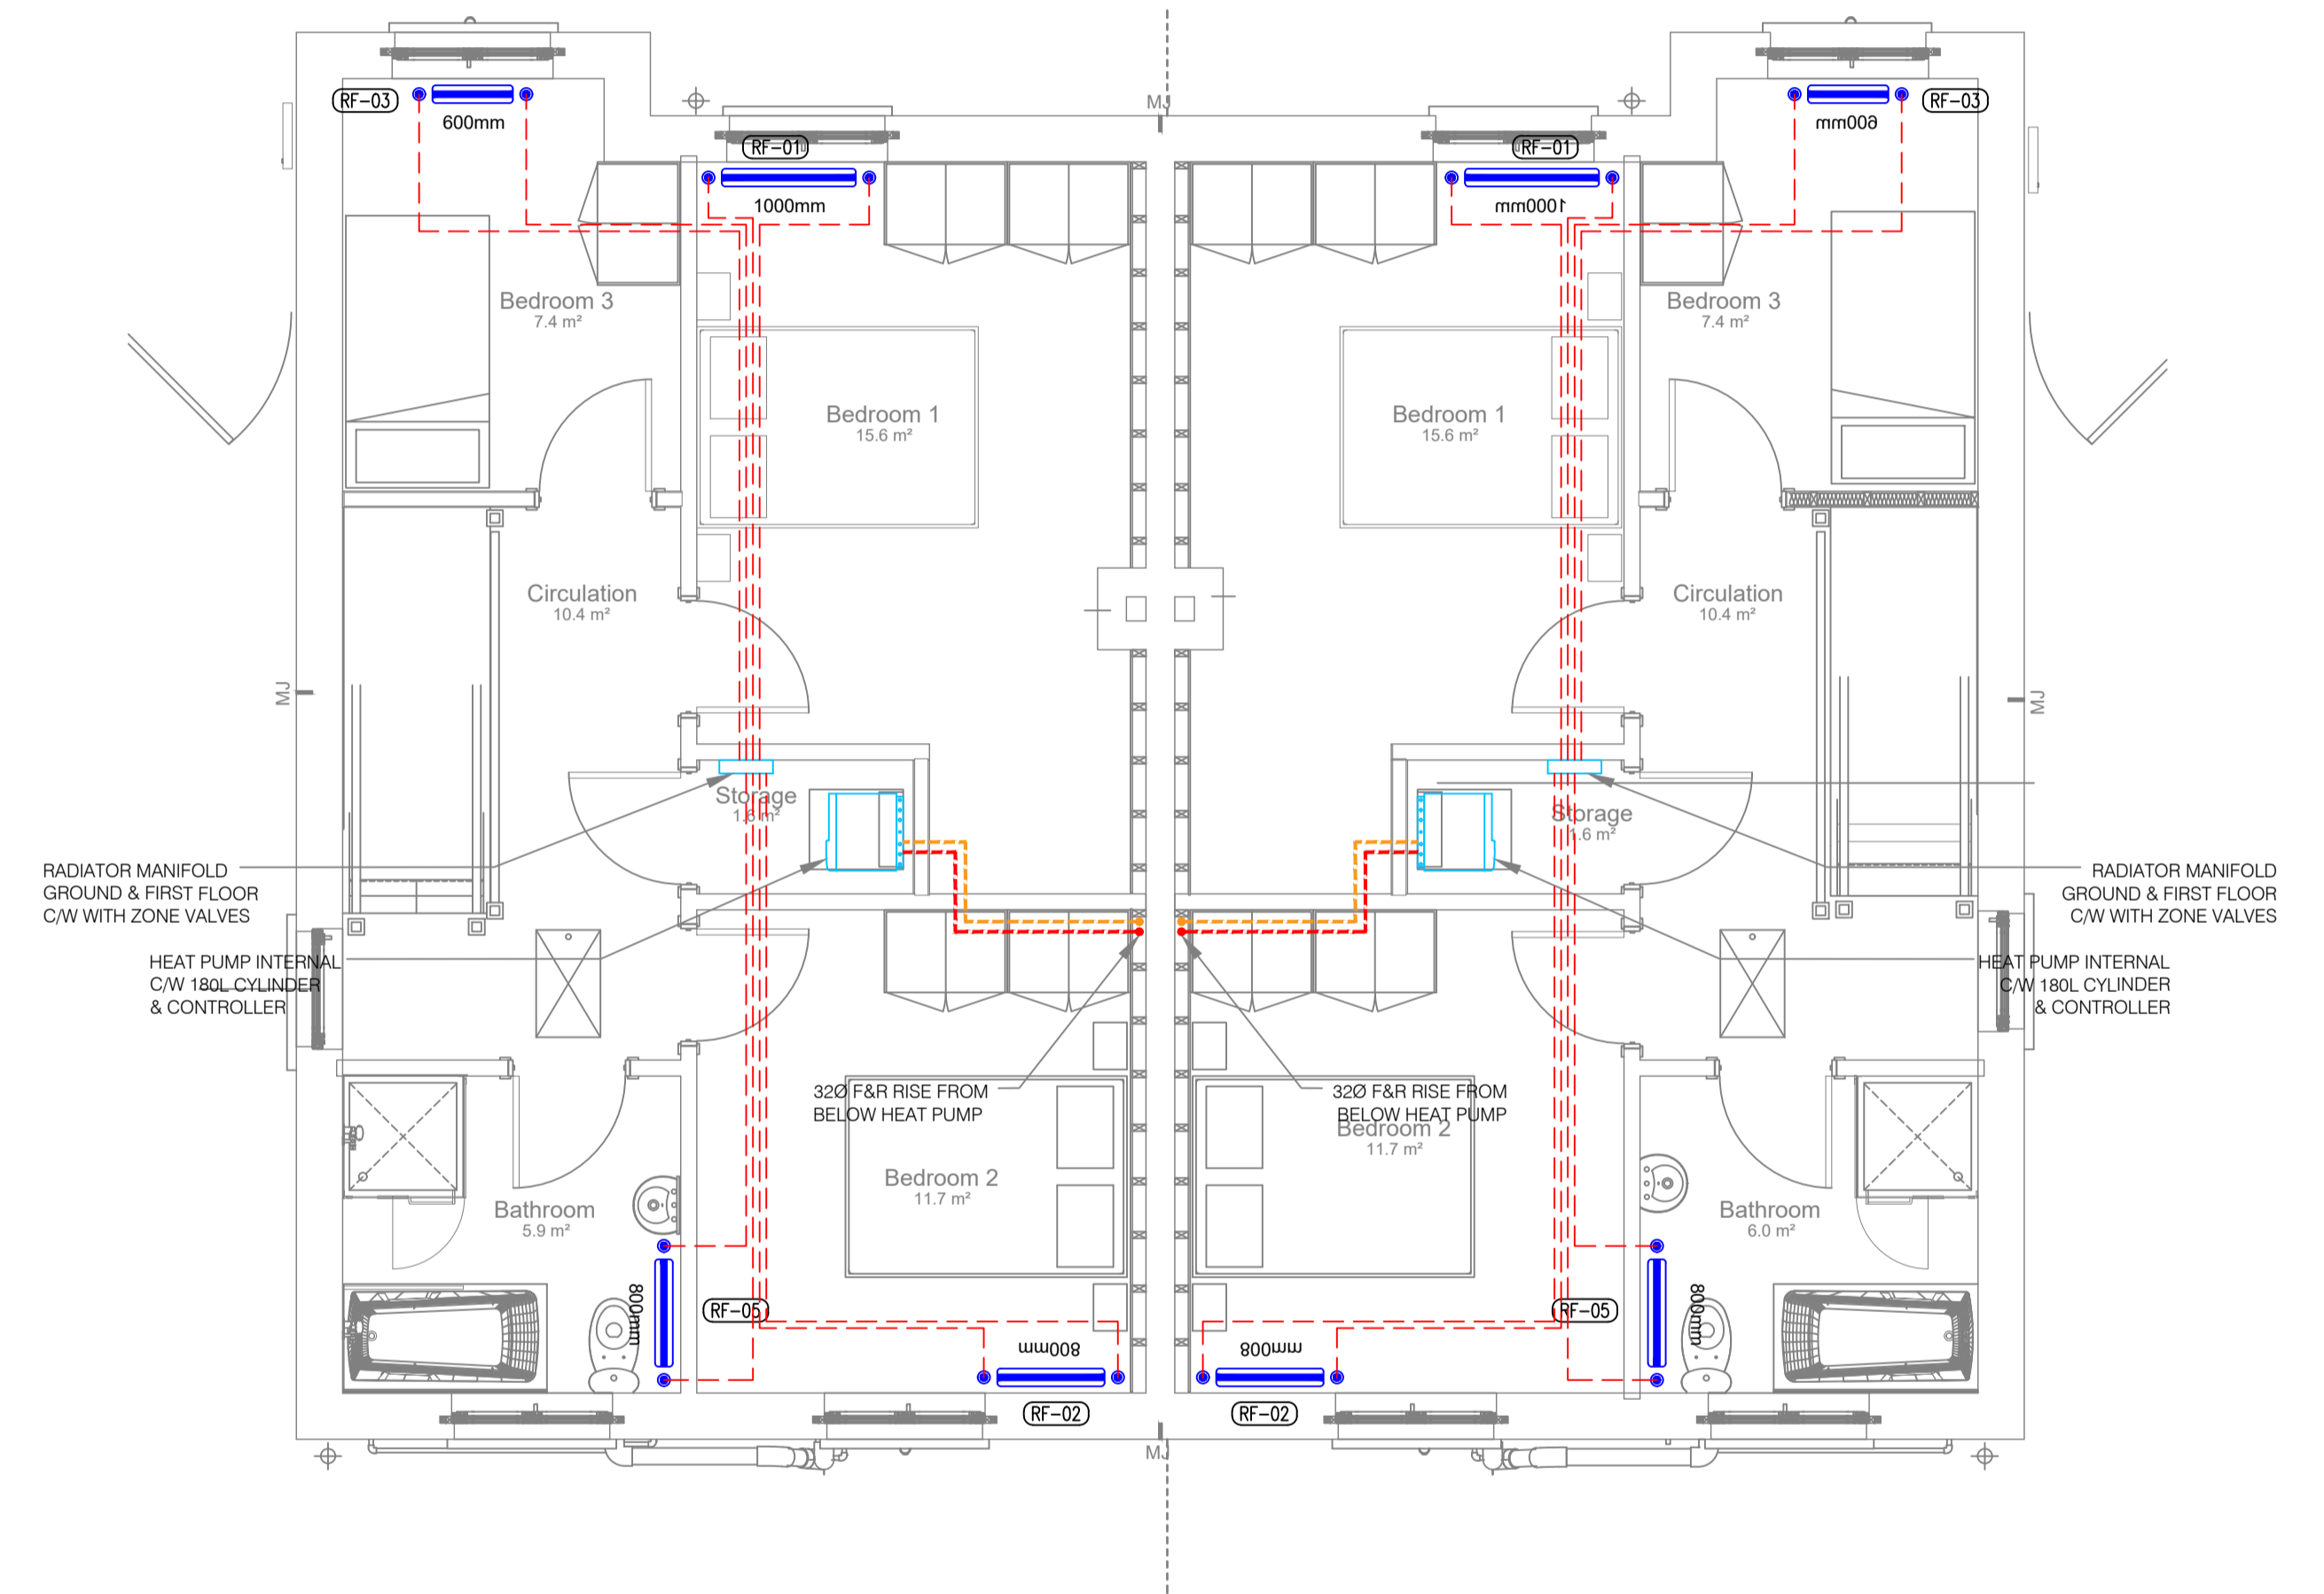 MJ
RF-03
RF-03
600mm
600mm
RF-01
RF-01
1000mm
1000mm
Bedroom 3
7.4 m²
Bedroom 3
7.4 m²
Bedroom 1
15.6 m²
Bedroom 1
15.6 m²
Circulation
10.4 m²
Circulation
10.4 m²
MJ
MJ
Storage
1.6 m²
Storage
1.6 m²
RADIATOR MANIFOLD
GROUND & FIRST FLOOR
C/W WITH ZONE VALVES
RADIATOR MANIFOLD
GROUND & FIRST FLOOR
C/W WITH ZONE VALVES
HEAT PUMP INTERNAL
C/W 180L CYLINDER
& CONTROLLER
HEAT PUMP INTERNAL
C/W 180L CYLINDER
& CONTROLLER
32Ø F&R RISE FROM
BELOW HEAT PUMP
32Ø F&R RISE FROM
BELOW HEAT PUMP
Bedroom 2
11.7 m²
Bedroom 2
11.7 m²
Bathroom
5.9 m²
Bathroom
6.0 m²
800mm
RF-05
RF-05
800mm
800mm
800mm
RF-02
RF-02
MJ